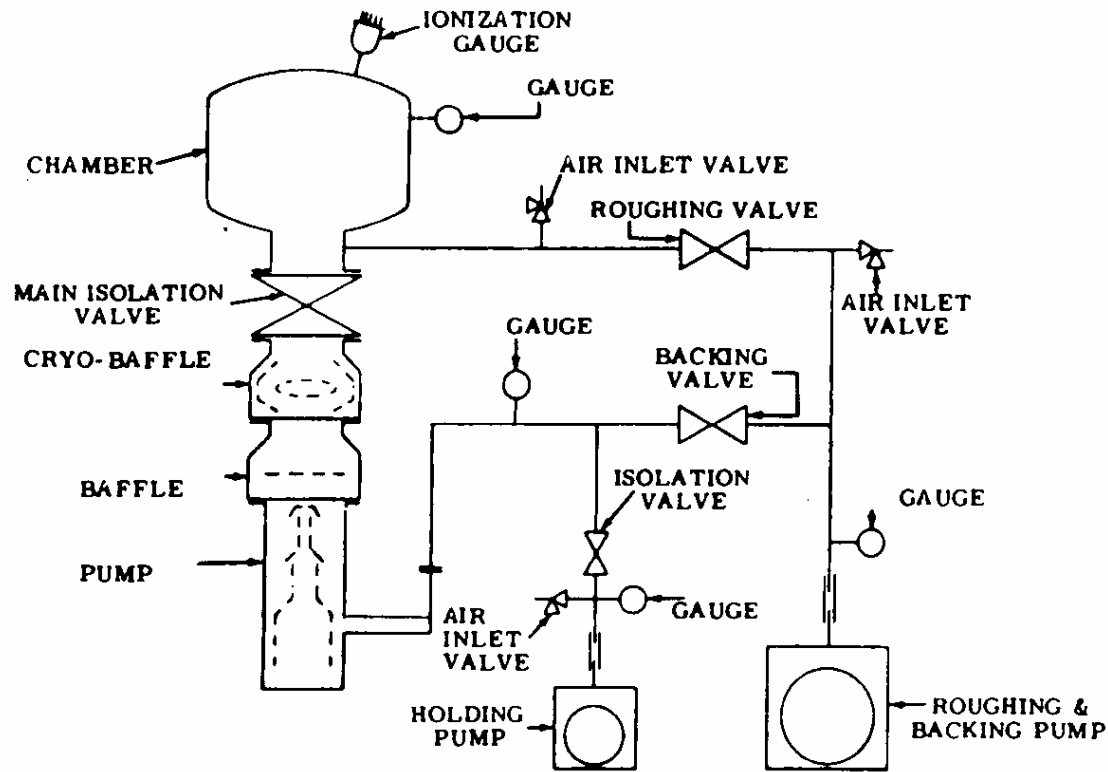 IONIZATION
GAUGE
GAUGE
CHAMBER
AIR INLET VALVE
ROUGHING VALVE
MAIN ISOLATION
VALVE
AIR INLET
VALVE
GAUGE
CRYO-BAFFLE
BACKING
VALVE
BAFFLE
ISOLATION
VALVE
GAUGE
PUMP
AIR
INLET
VALVE
GAUGE
HOLDING
PUMP
ROUGHING &
BACKING PUMP